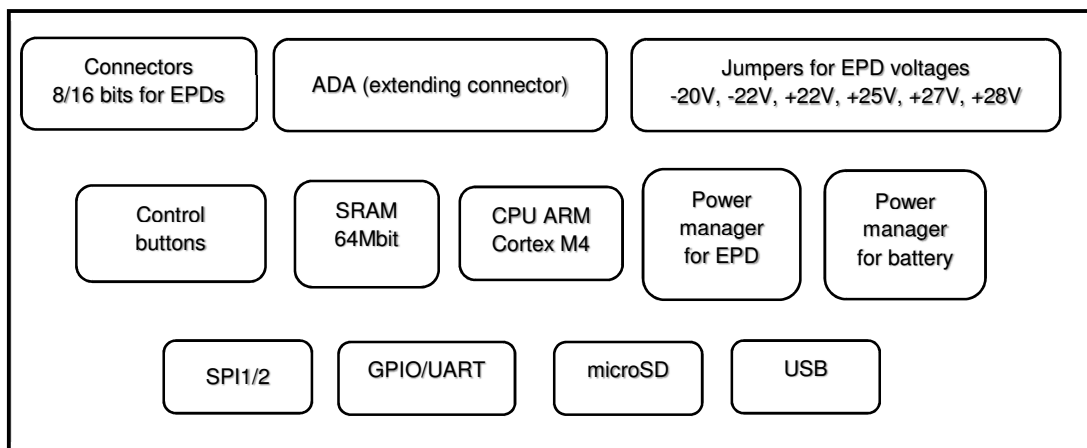 Connectors
8/16 bits for EPDs
ADA (extending connector)
Jumpers for EPD voltages
-20V, -22V, +22V, +25V, +27V, +28V
Control
buttons
SRAM
64Mbit
CPU ARM
Cortex M4
Power
manager
for EPD
Power
manager
for battery
SPI1/2
GPIO/UART
microSD
USB